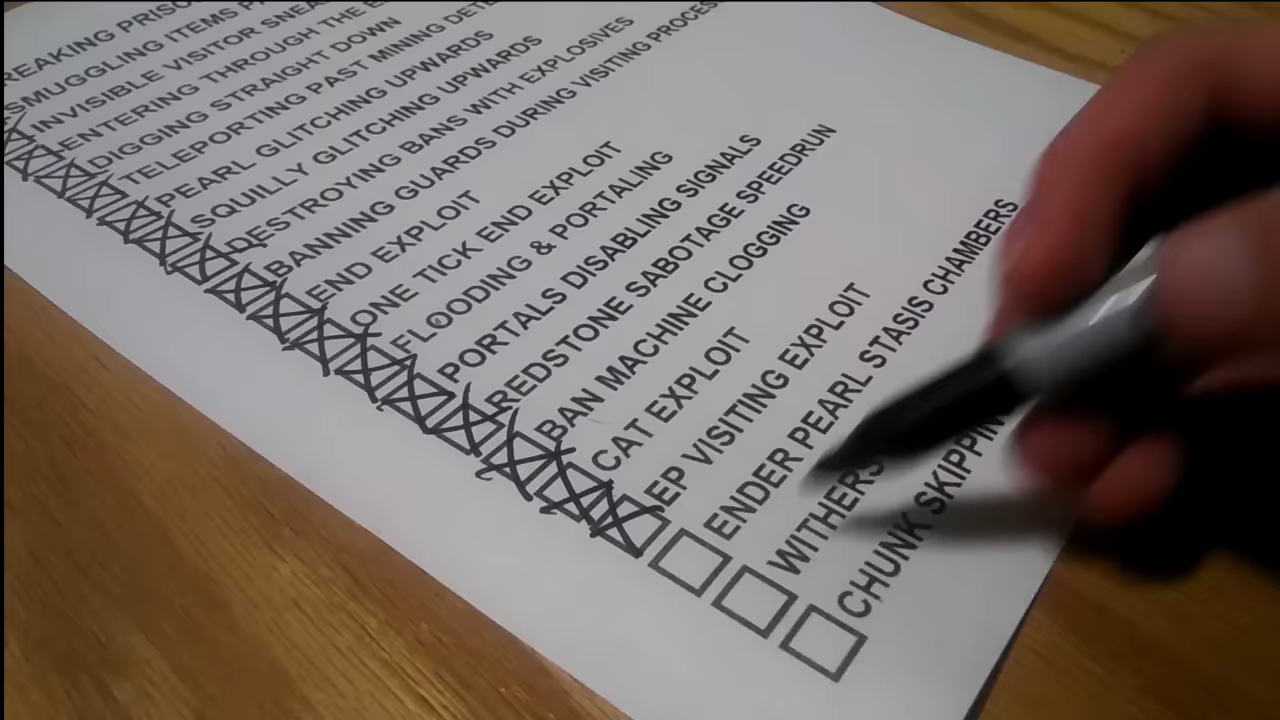 SMUGGLING ITEMS
INVISIBLE VISITOR
ENTERING THROUGH THE
DIGGING STRAIGHT DOWN
TELEPORTING PAST MINING
PEARL GLITCHING UPWARDS
SQUILLY GLITCHING UPWARDS
DESTROYING BANS WITH EXPLOSIVES
BANNING GUARDS DURING VISITING
END EXPLOIT
ONE TICK END EXPLOIT
FLOODING & PORTALING
PORTALS DISABLING SIGNALS
REDSTONE SABOTAGE SPEEDRUN
BAN MACHINE CLOGGING
CAT EXPLOIT
EP VISITING EXPLOIT
ENDER PEARL STASIS CHAMBERS
WITHERS
CHUNK SKIPPING